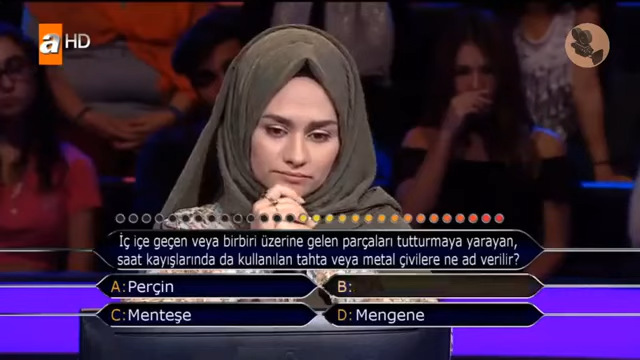 a HD
İç içe geçen veya birbiri üzerine gelen parçaları tutturmaya yarayan,
saat kayışlarında da kullanılan tahta veya metal çivilere ne ad verilir?
A: Perçin
B:
C: Menteşe
D: Mengene